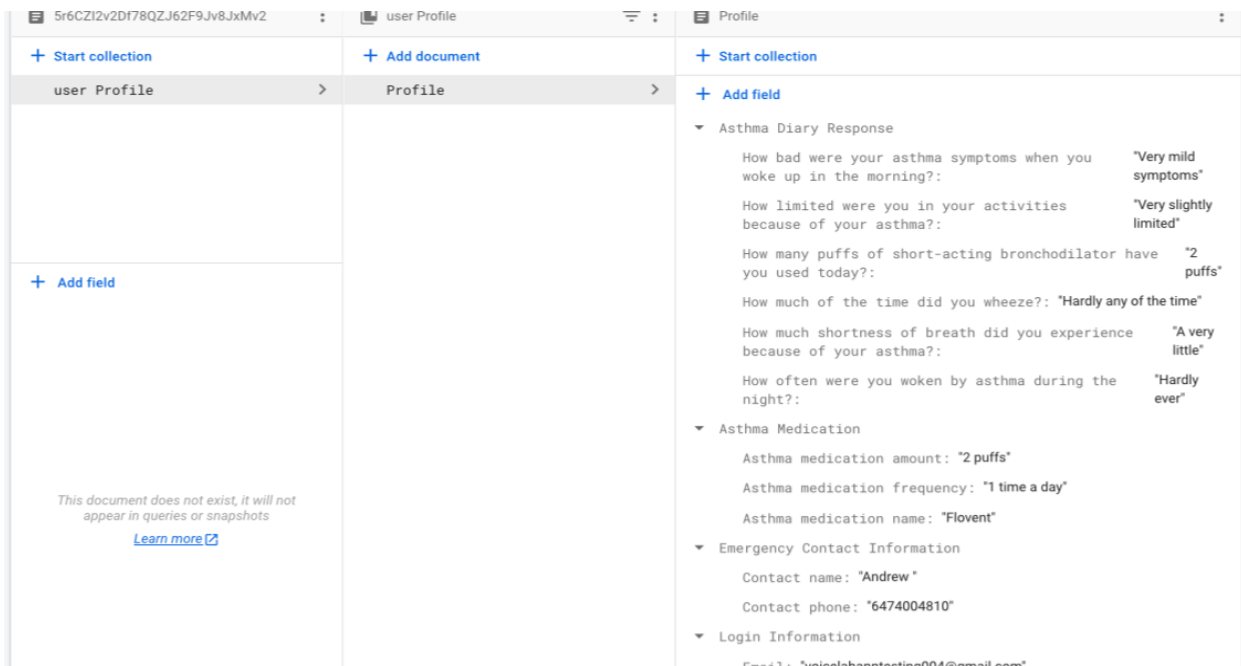 5r6CZI2v2Df78QZJ62F9Jv8JxMv2
user Profile
Profile
+ Start collection
+ Add document
+ Start collection
user Profile
Profile
+ Add field
Asthma Diary Response
How bad were your asthma symptoms when you
woke up in the morning?:
"Very mild
symptoms"
How limited were you in your activities
because of your asthma?:
"Very slightly
limited"
How many puffs of short-acting bronchodilator have
you used today?:
"2
puffs"
How much of the time did you wheeze?: "Hardly any of the time"
How much shortness of breath did you experience
because of your asthma?:
"A very
little"
How often were you woken by asthma during the
night?:
"Hardly
ever"
Asthma Medication
Asthma medication amount: "2 puffs"
Asthma medication frequency: "1 time a day"
Asthma medication name: "Flovent"
Emergency Contact Information
Contact name: "Andrew "
Contact phone: "6474004810"
Login Information
Email: "voicelabapptesting004@gmail.com"
+ Add field
This document does not exist, it will not
appear in queries or snapshots
Learn more